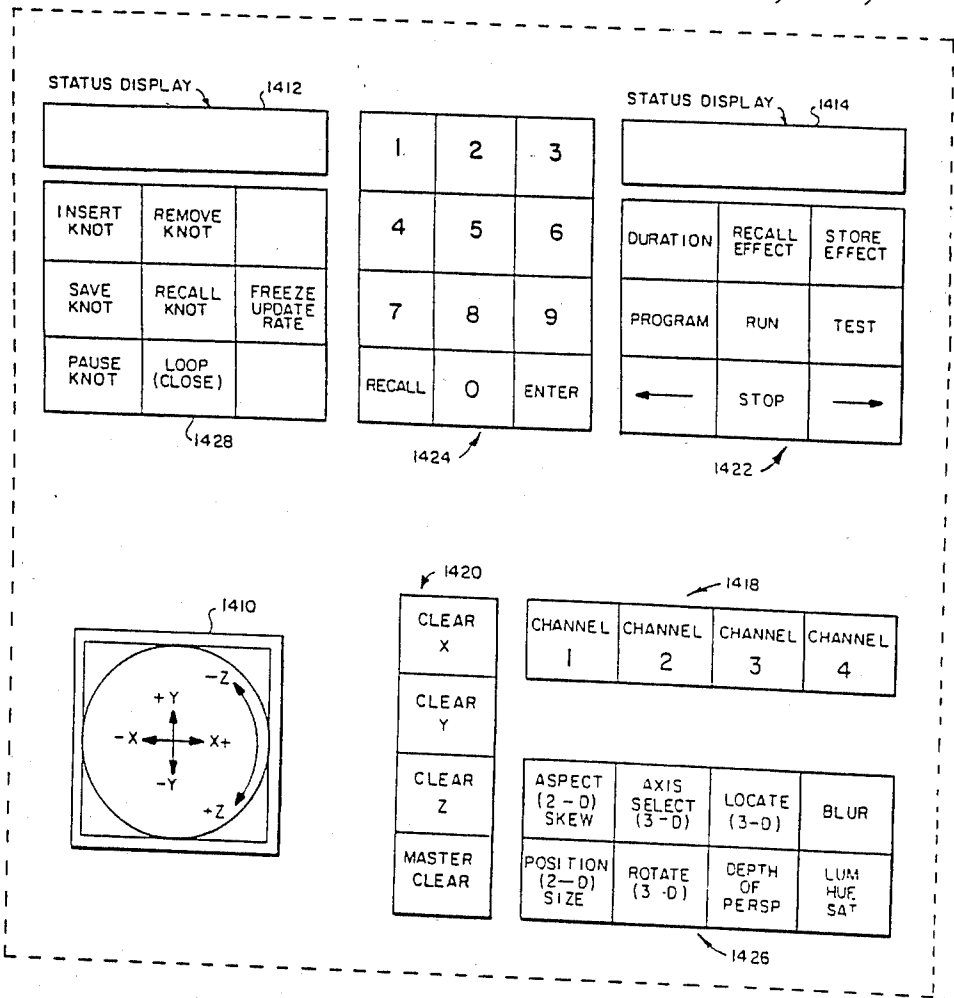 STATUS DISPLAY
1412
INSERT
KNOT
REMOVE
KNOT
SAVE
KNOT
RECALL
KNOT
FREEZE
UPDATE
RATE
PAUSE
KNOT
LOOP
(CLOSE)
1428
1 2 3
4 5 6
7 8 9
RECALL 0 ENTER
1424
STATUS DISPLAY
1414
DURATION
RECALL
EFFECT
STORE
EFFECT
PROGRAM
RUN
TEST
STOP
1422
1410
-Z
+Y
-X X+
-Y
+Z
1420
CLEAR
X
CLEAR
Y
CLEAR
Z
MASTER
CLEAR
1418
CHANNEL
1
CHANNEL
2
CHANNEL
3
CHANNEL
4
ASPECT
(2-D)
SKEW
AXIS
SELECT
(3-D)
LOCATE
(3-D)
BLUR
POSITION
(2-D)
SIZE
ROTATE
(3-D)
DEPTH
OF
PERSP
LUM
HUE
SAT
1426